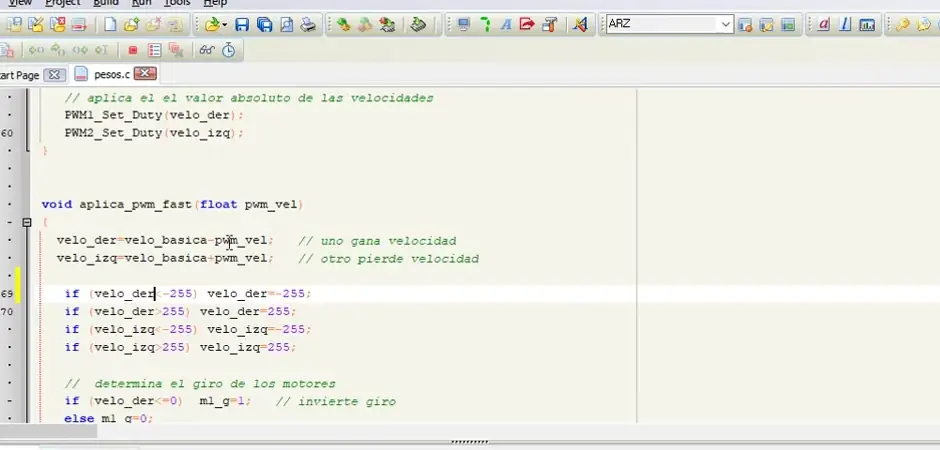 View Project Build Run Tools Help
ARZ
Start Page pesos.c
// aplica el el valor absoluto de las velocidades
PWM1_Set_Duty(velo_der);
60 PWM2_Set_Duty(velo_izq);
}
void aplica_pwm_fast(float pwm_vel)
{
velo_der=velo_basica-pwm_vel; // uno gana velocidad
velo_izq=velo_basica+pwm_vel; // otro pierde velocidad
69 if (velo_der<-255) velo_der=-255;
70 if (velo_der>255) velo_der=255;
if (velo_izq<-255) velo_izq=-255;
if (velo_izq>255) velo_izq=255;
// determina el giro de los motores
if (velo_der<=0) m1_g=1; // invierte giro
else m1_g=0;